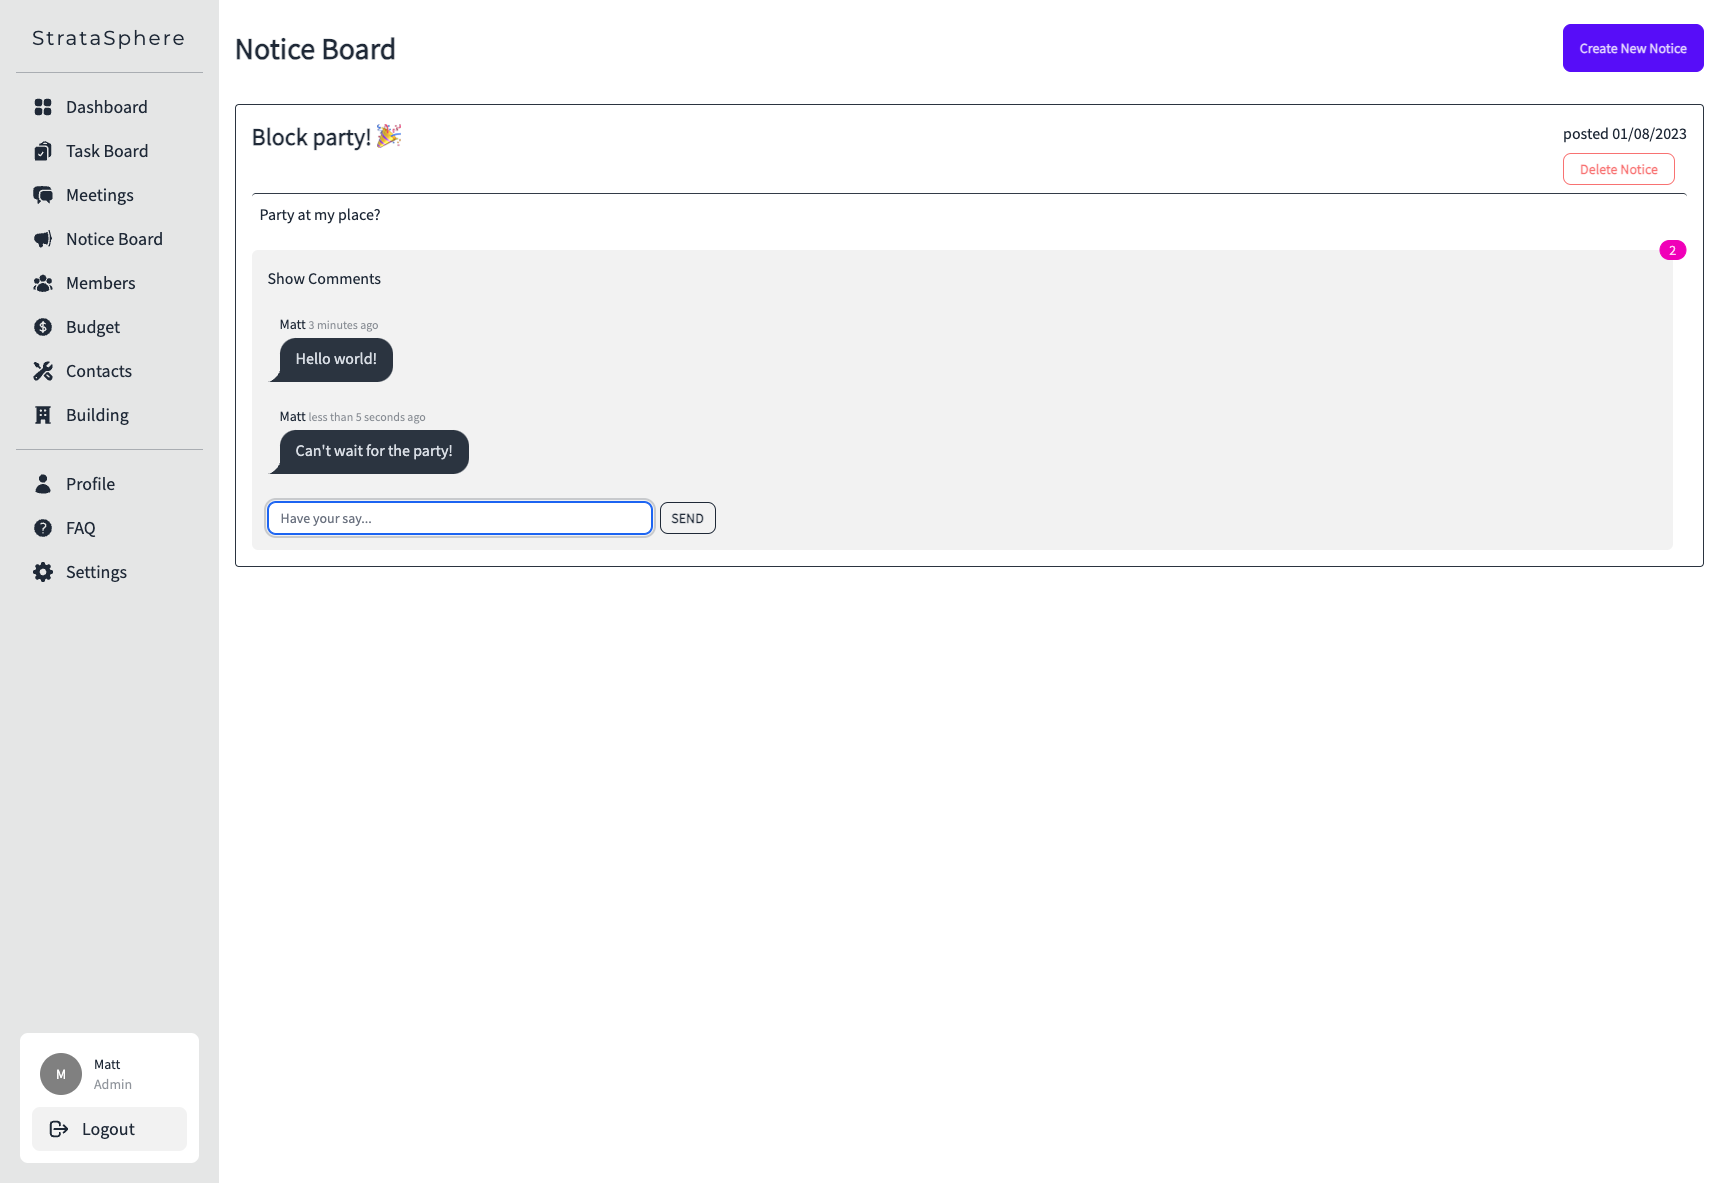 StrataSphere
Dashboard
Task Board
Meetings
Notice Board
Members
Budget
Contacts
Building
Profile
FAQ
Settings
Matt
Admin
M
Logout
Notice Board
Create New Notice
Block party! 🎉
posted 01/08/2023
Delete Notice
Party at my place?
2
Show Comments
Matt 3 minutes ago
Hello world!
Matt less than 5 seconds ago
Can't wait for the party!
Have your say...
SEND